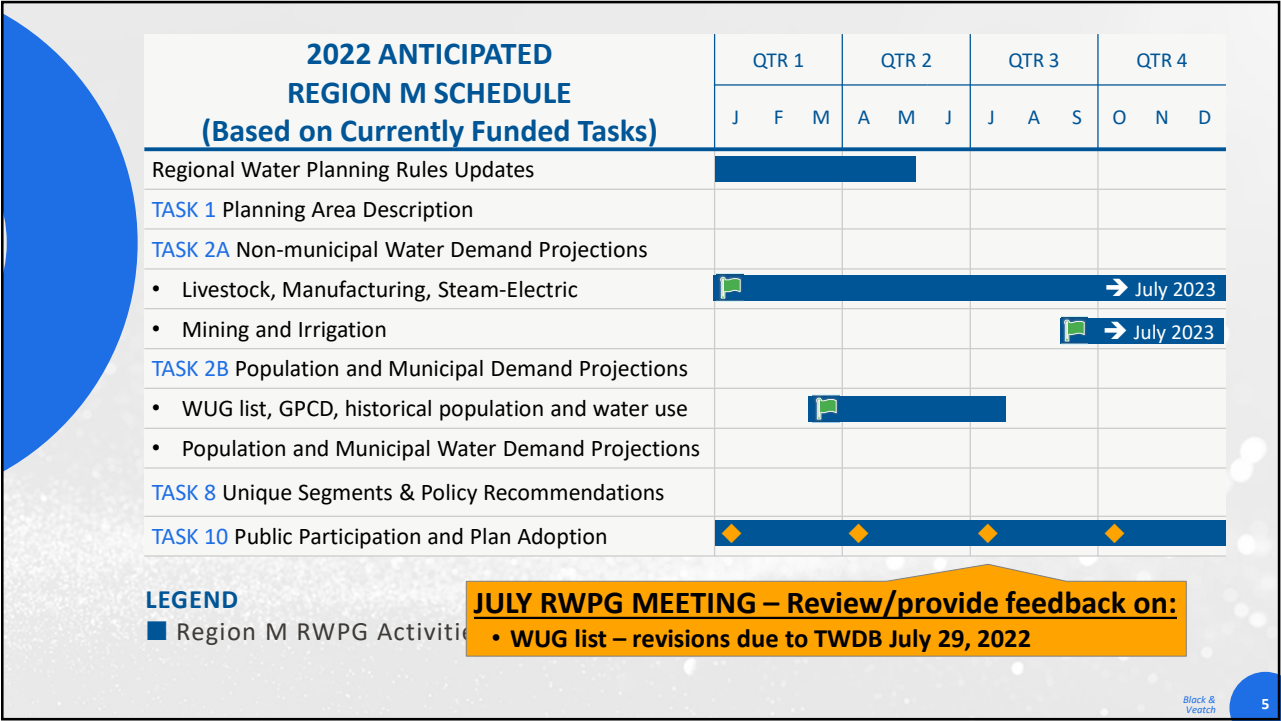 2022 ANTICIPATED
REGION M SCHEDULE
(Based on Currently Funded Tasks)
QTR 1 QTR 2 QTR 3 QTR 4
J F M A M J J A S O N D
Regional Water Planning Rules Updates
TASK 1 Planning Area Description
TASK 2A Non-municipal Water Demand Projections
• Livestock, Manufacturing, Steam-Electric
➔ July 2023
• Mining and Irrigation
➔ July 2023
TASK 2B Population and Municipal Demand Projections
• WUG list, GPCD, historical population and water use
• Population and Municipal Water Demand Projections
TASK 8 Unique Segments & Policy Recommendations
TASK 10 Public Participation and Plan Adoption
LEGEND
Region M RWPG Activiti
JULY RWPG MEETING – Review/provide feedback on:
• WUG list – revisions due to TWDB July 29, 2022
Black &
Veatch
5